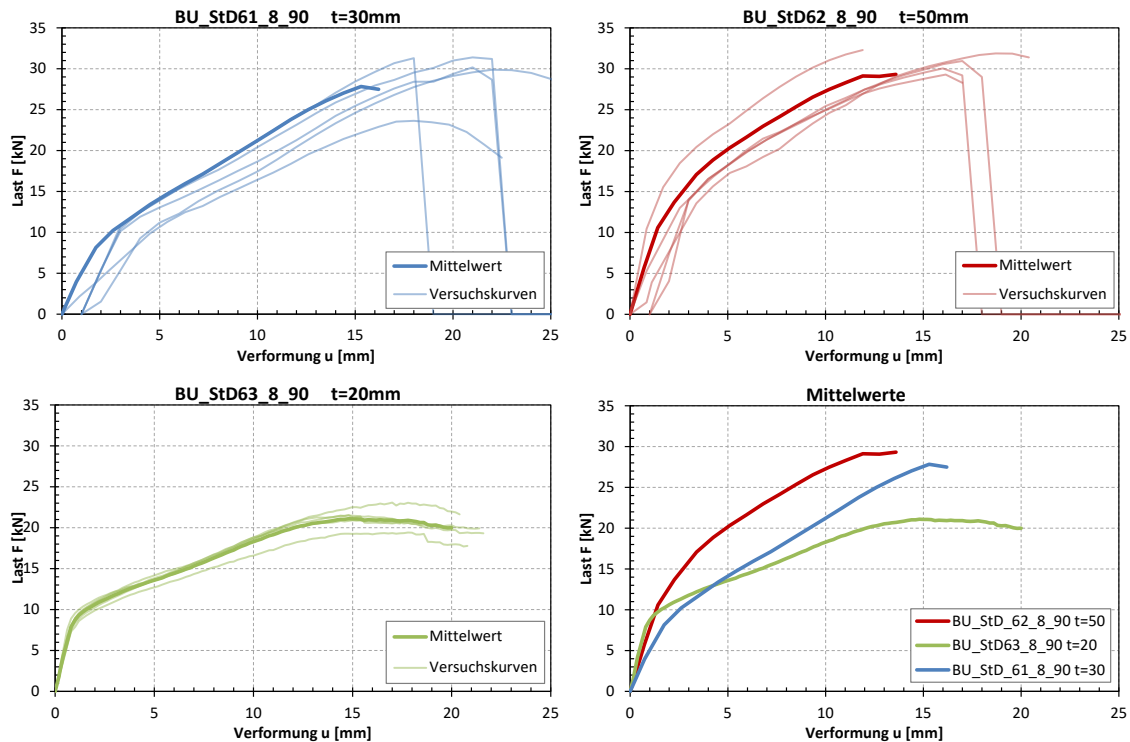 BU_StD61_8_90 t=30mm
35
30
25
20
15
10
5
0
Last F [kN]
0 5 10 15 20 25
Verformung u [mm]
Mittelwert
Versuchskurven
BU_StD62_8_90 t=50mm
35
30
25
20
15
10
5
0
Last F [kN]
0 5 10 15 20 25
Verformung u [mm]
Mittelwert
Versuchskurven
BU_StD63_8_90 t=20mm
35
30
25
20
15
10
5
0
Last F [kN]
0 5 10 15 20 25
Verformung u [mm]
Mittelwert
Versuchskurven
Mittelwerte
35
30
25
20
15
10
5
0
Last F [kN]
0 5 10 15 20 25
Verformung u [mm]
BU_StD_62_8_90 t=50
BU_StD63_8_90 t=20
BU_StD_61_8_90 t=30